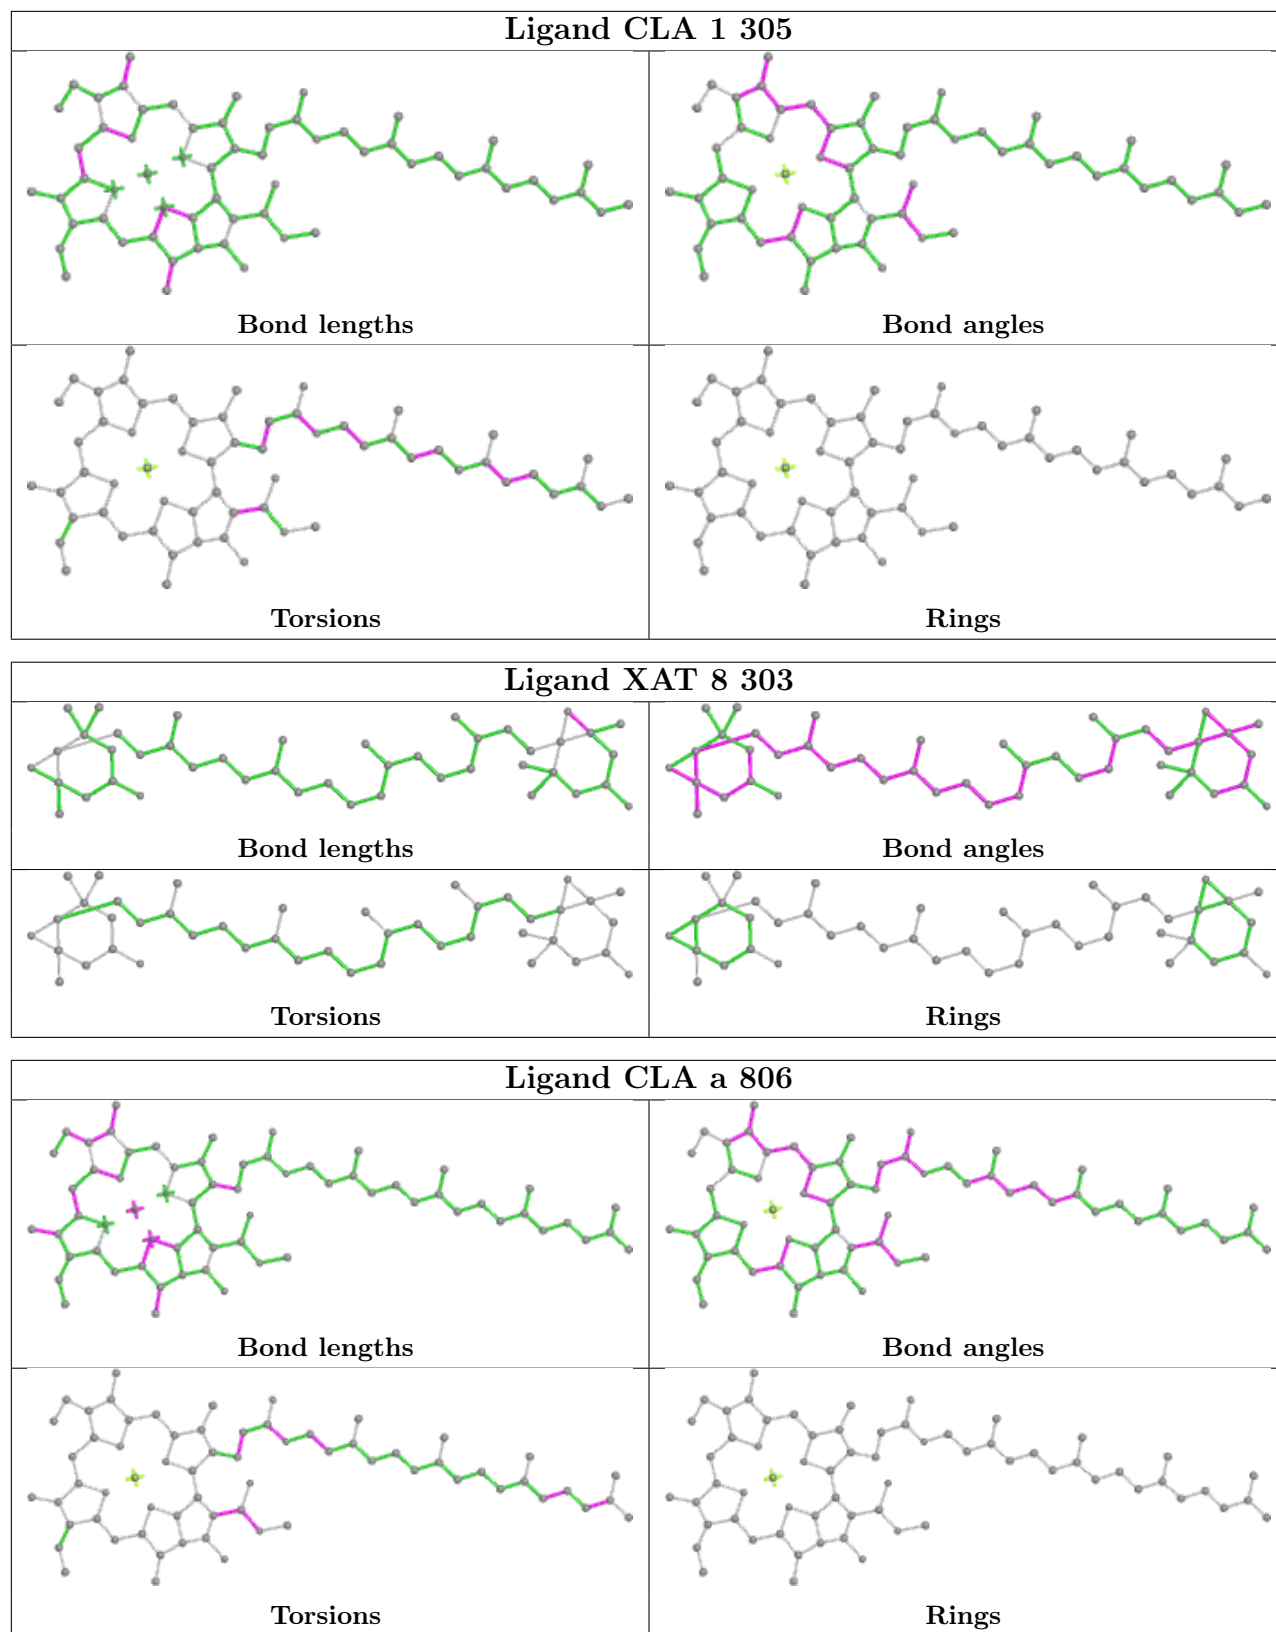 Ligand CLA 1 305
Bond lengths
Bond angles
Torsions
Rings
Ligand XAT 8 303
Bond lengths
Bond angles
Torsions
Rings
Ligand CLA a 806
Bond lengths
Bond angles
Torsions
Rings